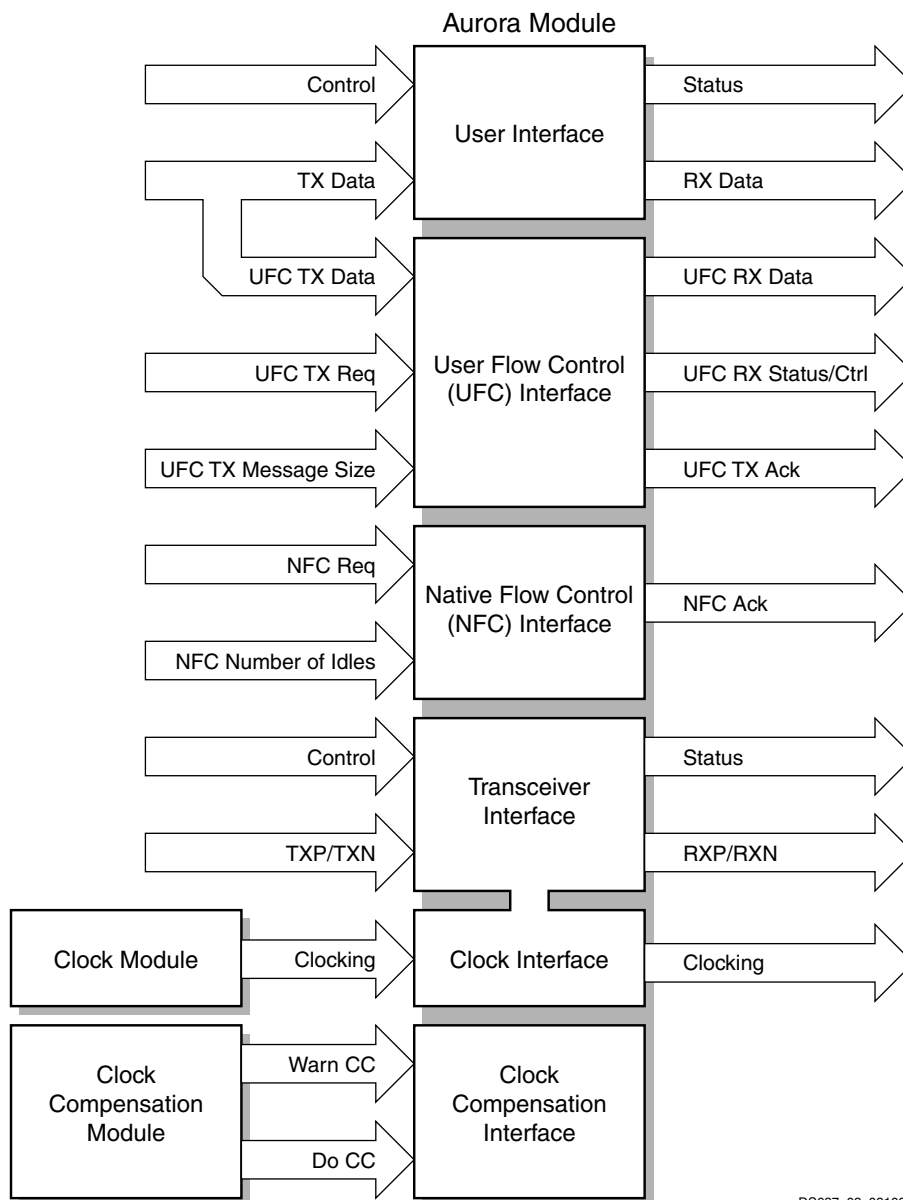 Aurora Module
Control
User Interface
Status
TX Data
RX Data
UFC TX Data
UFC RX Data
UFC TX Req
User Flow Control
(UFC) Interface
UFC RX Status/Ctrl
UFC TX Message Size
UFC TX Ack
NFC Req
Native Flow Control
(NFC) Interface
NFC Ack
NFC Number of Idles
Control
Transceiver
Interface
Status
TXP/TXN
RXP/RXN
Clock Module
Clocking
Clock Interface
Clocking
Clock
Compensation
Module
Warn CC
Do CC
Clock
Compensation
Interface